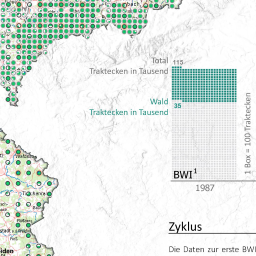 Total
115
Traktecken in Tausend
Wald
35
Traktecken in Tausend
BWI¹
1987
1 Box = 100 Traktecken
Zyklus
Die Daten zur erste BWI